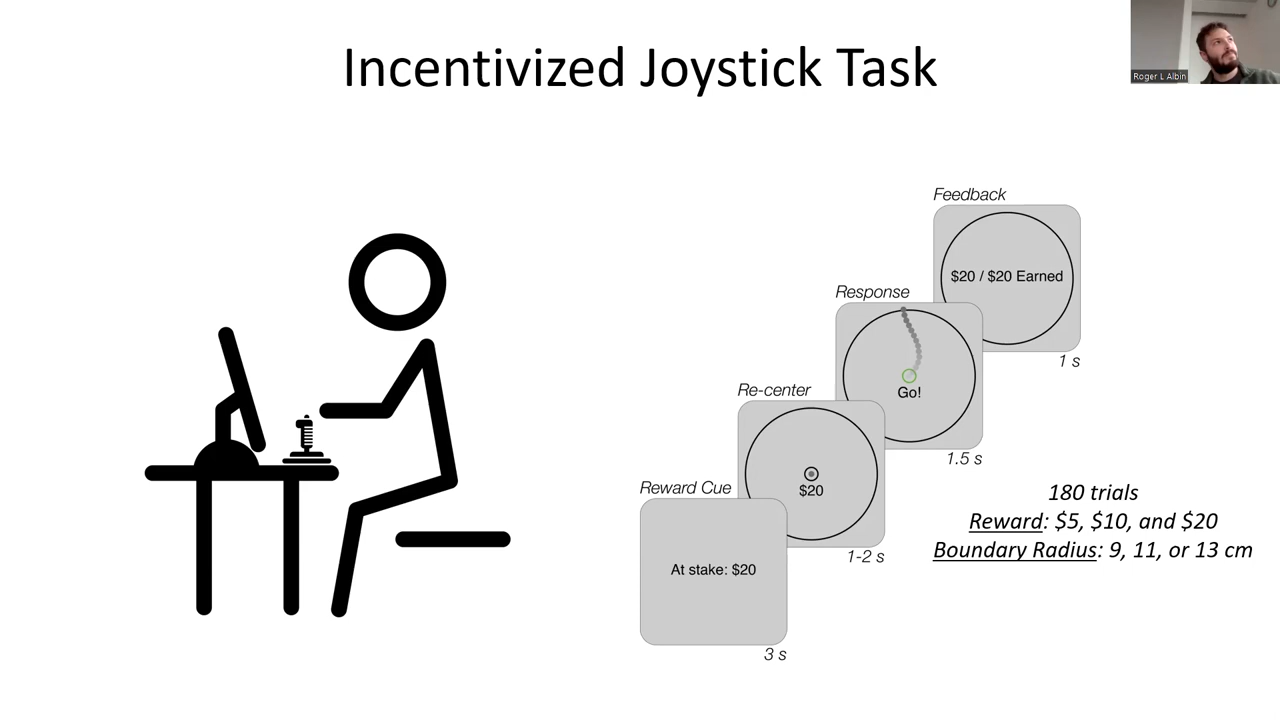 Incentivized Joystick Task
Roger L Albin
Feedback
$20 / $20 Earned
1 s
Response
Go!
1.5 s
Re-center
$20
1-2 s
Reward Cue
At stake: $20
3 s
180 trials
Reward: $5, $10, and $20
Boundary Radius: 9, 11, or 13 cm